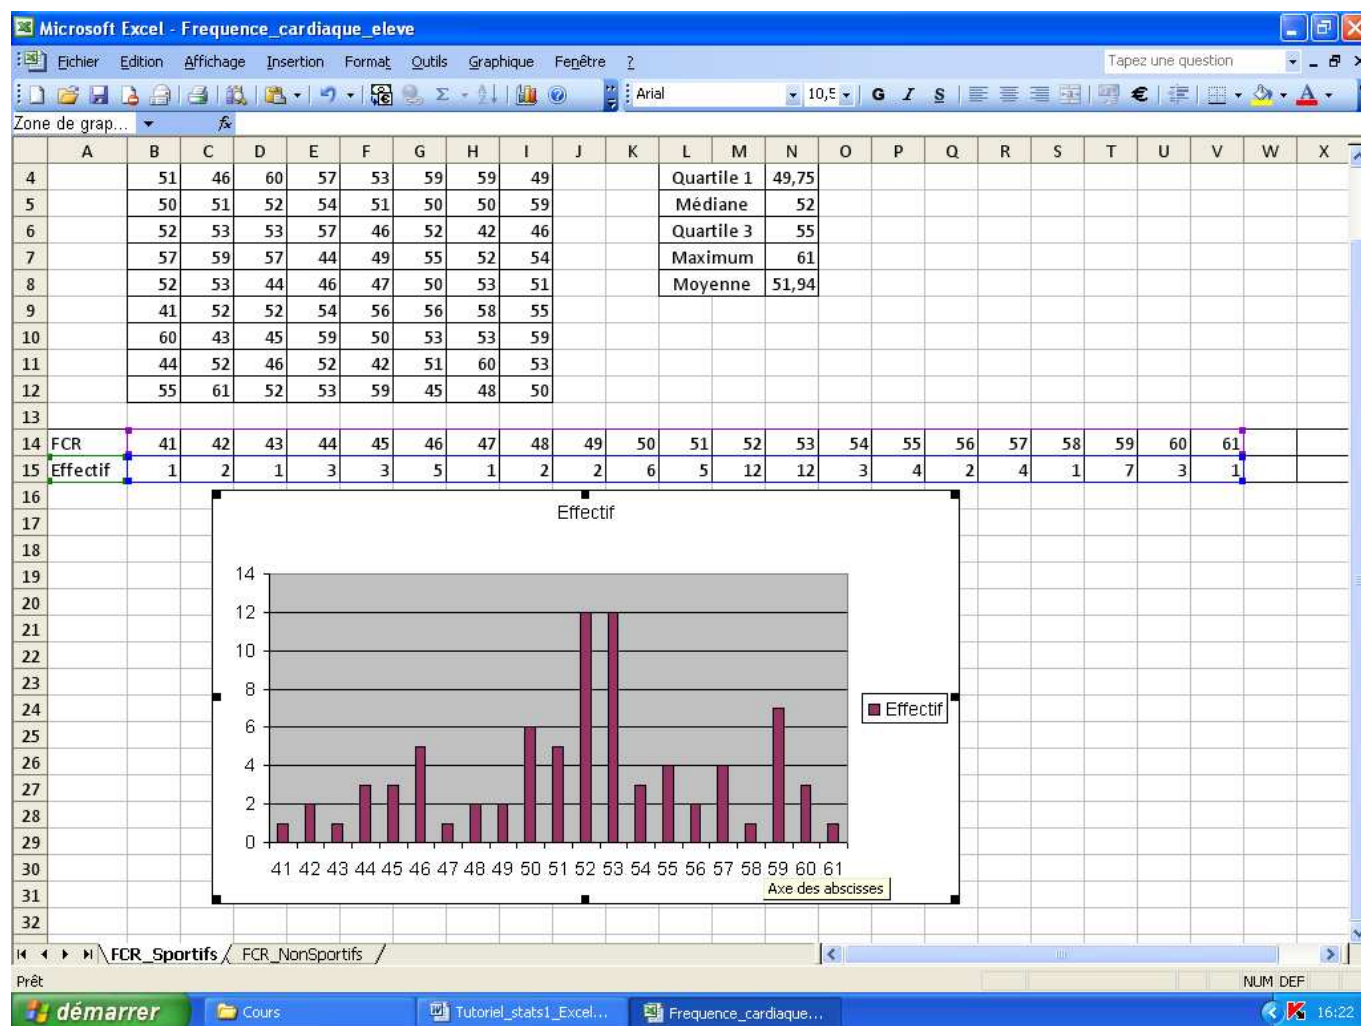 Microsoft Excel - Frequence_cardiaque_eleve
Fichier Edition Affichage Insertion Format Outils Graphique Fenêtre ? Tapez une question
Arial 10,5 G I S €
Zone de grap... fx
A B C D E F G H I J K L M N O P Q R S T U V W X
4 51 46 60 57 53 59 59 49 Quartile 1 49,75
5 50 51 52 54 51 50 50 59 Médiane 52
6 52 53 53 57 46 52 42 46 Quartile 3 55
7 57 59 57 44 49 55 52 54 Maximum 61
8 52 53 44 46 47 50 53 51 Moyenne 51,94
9 41 52 52 54 56 56 58 55
10 60 43 45 59 50 53 53 59
11 44 52 46 52 42 51 60 53
12 55 61 52 53 59 45 48 50
13
14 FCR 41 42 43 44 45 46 47 48 49 50 51 52 53 54 55 56 57 58 59 60 61
15 Effectif 1 2 1 3 3 5 1 2 2 6 5 12 12 3 4 2 4 1 7 3 1
16
17
18
19
20
21
22
23
24
25
26
27
28
29
30
31
32
Effectif
14
12
10
8
6
4
2
0
41 42 43 44 45 46 47 48 49 50 51 52 53 54 55 56 57 58 59 60 61
Effectif
Axe des abscisses
FCR_Sportifs FCR_NonSportifs
Prêt NUM DEF
démarrer Cours Tutoriel_stats1_Excel... Frequence_cardiaque... 16:22